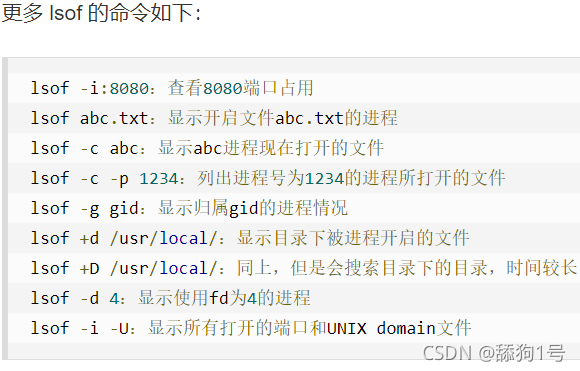 更多 lsof 的命令如下：
lsof -i:8080：查看8080端口占用
lsof abc.txt：显示开启文件abc.txt的进程
lsof -c abc：显示abc进程现在打开的文件
lsof -c -p 1234：列出进程号为1234的进程所打开的文件
lsof -g gid：显示归属gid的进程情况
lsof +d /usr/local/：显示目录下被进程开启的文件
lsof +D /usr/local/：同上，但是会搜索目录下的目录，时间较长
lsof -d 4：显示使用fd为4的进程
lsof -i -U：显示所有打开的端口和UNIX domain文件
CSDN @舔狗1号